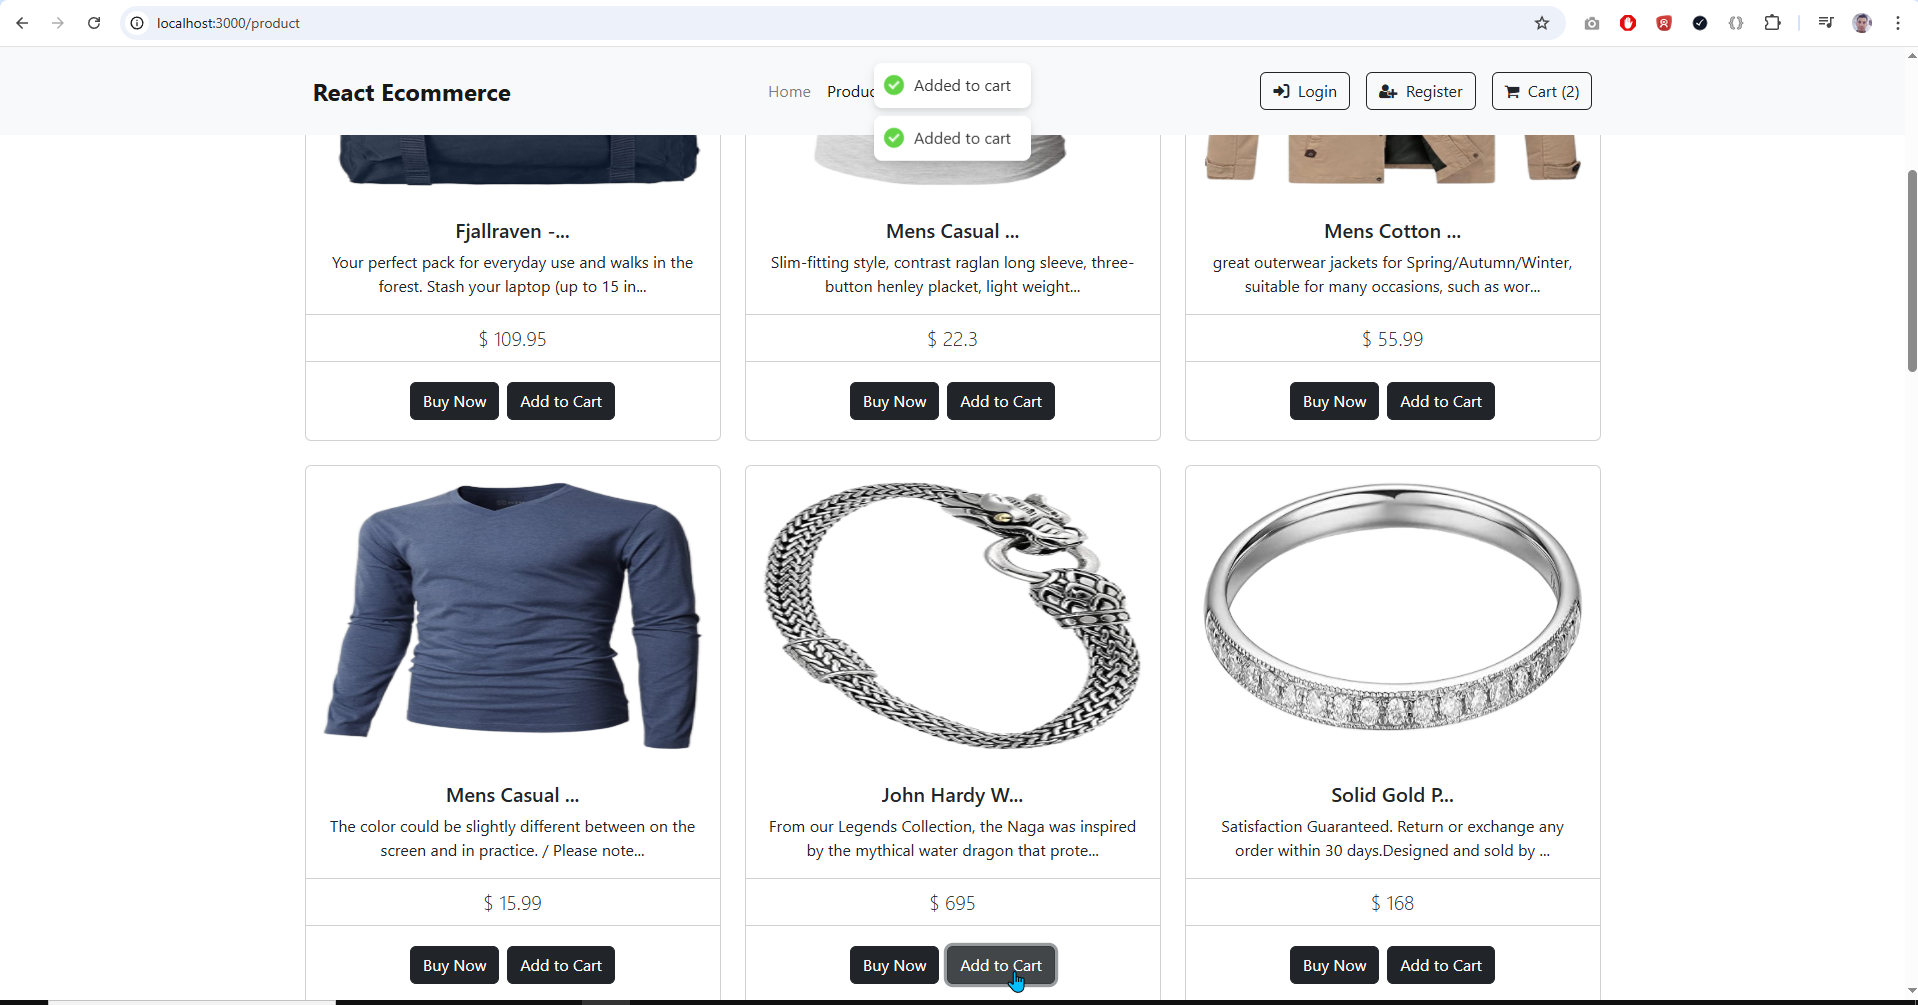 localhost:3000/product
React Ecommerce
Home
Produc
Added to cart
Login
Register
Cart (2)
Added to cart
Fjallraven -...
Your perfect pack for everyday use and walks in the
forest. Stash your laptop (up to 15 in...
$ 109.95
Buy Now
Add to Cart
Mens Casual ...
Slim-fitting style, contrast raglan long sleeve, three-
button henley placket, light weight...
$ 22.3
Buy Now
Add to Cart
Mens Cotton ...
great outerwear jackets for Spring/Autumn/Winter,
suitable for many occasions, such as wor...
$ 55.99
Buy Now
Add to Cart
Mens Casual ...
The color could be slightly different between on the
screen and in practice. / Please note...
$ 15.99
Buy Now
Add to Cart
John Hardy W...
From our Legends Collection, the Naga was inspired
by the mythical water dragon that prote...
$ 695
Buy Now
Add to Cart
Solid Gold P...
Satisfaction Guaranteed. Return or exchange any
order within 30 days.Designed and sold by ...
$ 168
Buy Now
Add to Cart